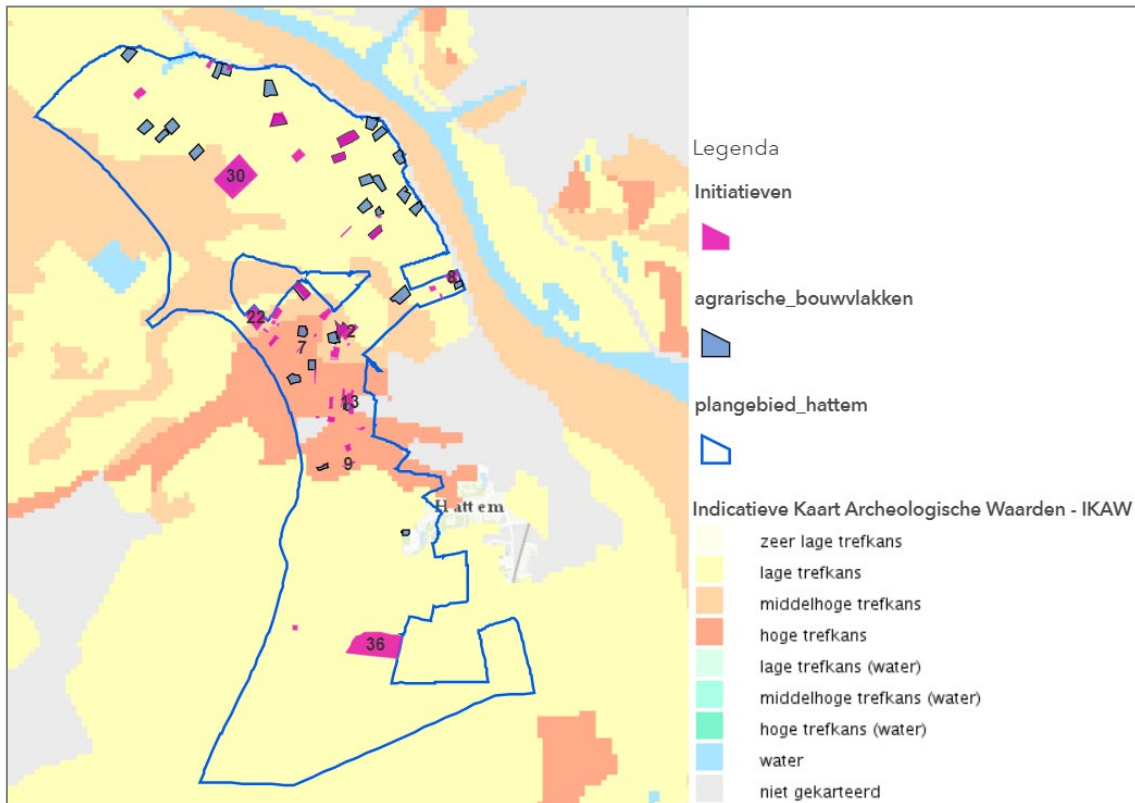 30
8
22
2
7
13
9
Hattem
36
Legenda
Initiatieven
agrarische_bouwvlakken
plangebied_hattem
Indicatieve Kaart Archeologische Waarden - IKAW
zeer lage trefkans
lage trefkans
middelhoge trefkans
hoge trefkans
lage trefkans (water)
middelhoge trefkans (water)
hoge trefkans (water)
water
niet gekarteerd